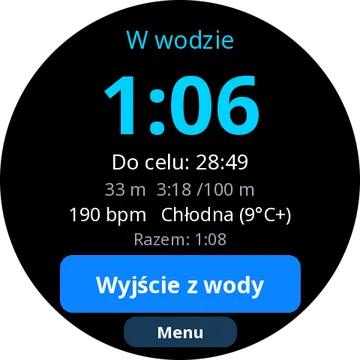 W wodzie
1:06
Do celu: 28:49
33 m  3:18 /100 m
190 bpm  Chłodna (9°C+)
Razem: 1:08
Wyjście z wody
Menu